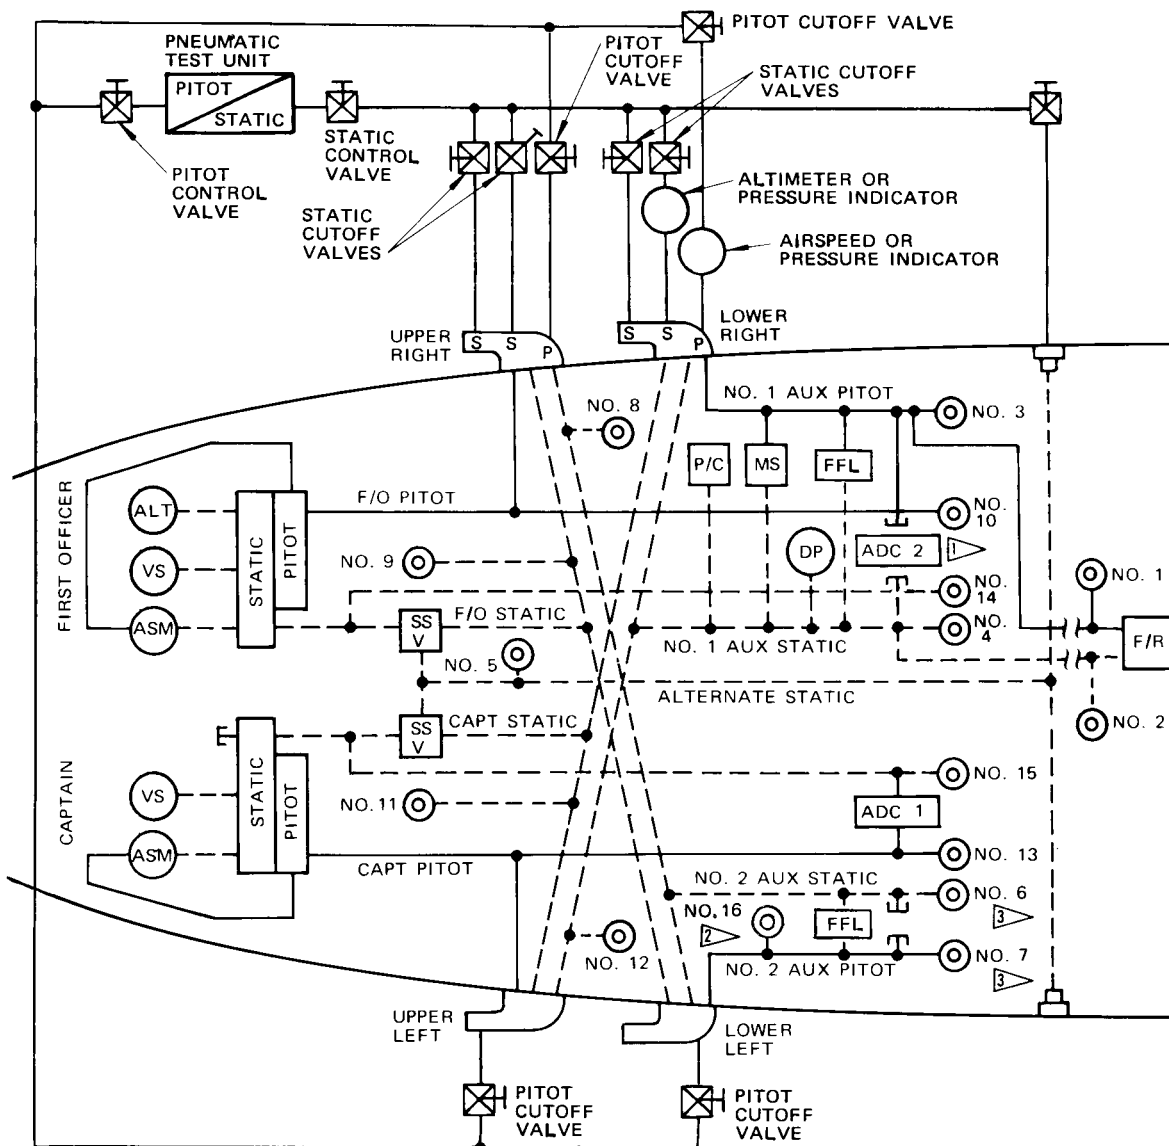 PITOT CUTOFF VALVE
PNEUMATIC
TEST UNIT
PITOT
STATIC
PITOT
CUTOFF
VALVE
STATIC CUTOFF
VALVES
STATIC
CONTROL
VALVE
PITOT
CONTROL
VALVE
STATIC
CUTOFF
VALVES
ALTIMETER OR
PRESSURE INDICATOR
AIRSPEED OR
PRESSURE INDICATOR
UPPER
RIGHT
S
S
P
S
S
P
LOWER
RIGHT
NO. 1 AUX PITOT
NO. 3
NO. 8
P/C
MS
FFL
FIRST OFFICER
ALT
VS
ASM
STATIC
PITOT
F/O PITOT
NO.
10
NO. 9
DP
ADC 2
1
NO. 1
NO.
14
F/O STATIC
SS
V
NO. 1 AUX STATIC
NO.
4
F/R
NO. 5
ALTERNATE STATIC
CAPT STATIC
SS
V
NO. 2
CAPTAIN
VS
ASM
STATIC
PITOT
NO. 15
NO. 11
ADC 1
CAPT PITOT
NO. 13
NO. 2 AUX STATIC
NO. 6
3
NO. 16
2
FFL
NO. 12
NO. 2 AUX PITOT
NO. 7
3
UPPER
LEFT
LOWER
LEFT
PITOT
CUTOFF
VALVE
PITOT
CUTOFF
VALVE